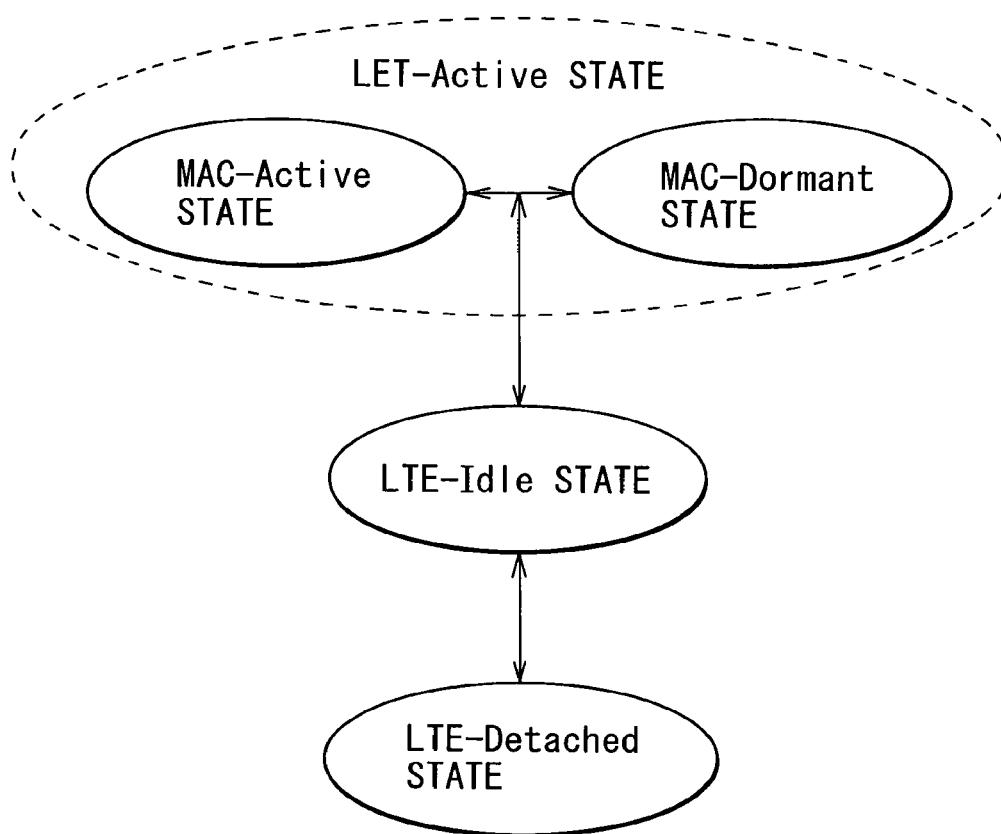 LET-Active STATE
MAC-Active
STATE
MAC-Dormant
STATE
LTE-Idle STATE
LTE-Detached
STATE